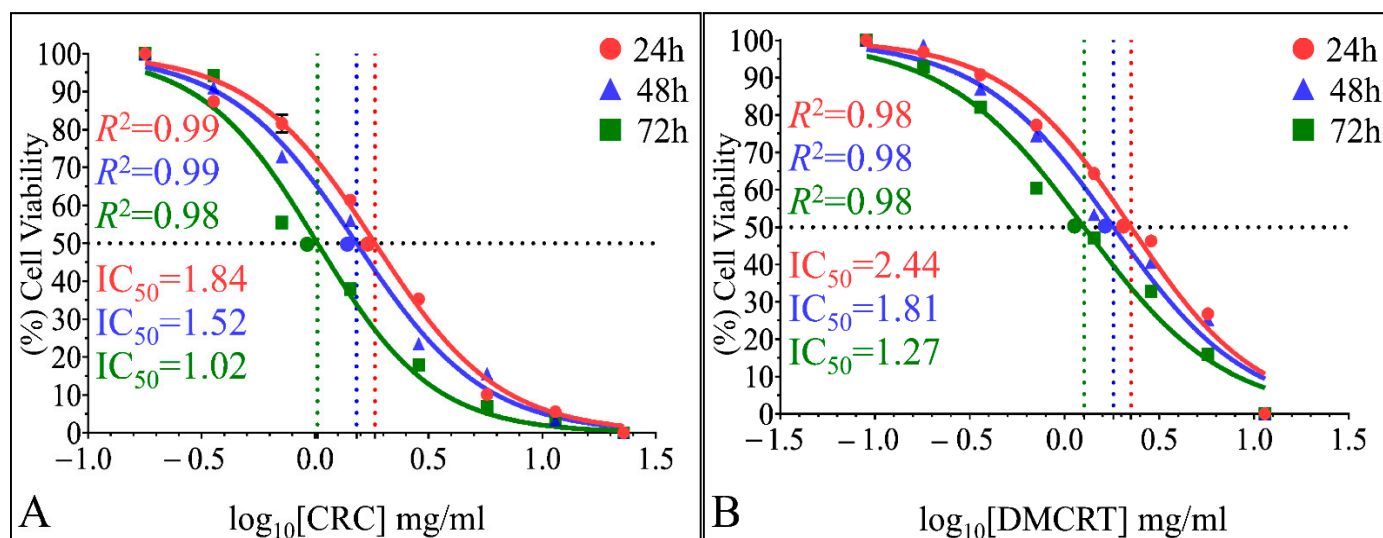 100
90
80
70
60
50
40
30
20
10
0
(%) Cell Viability
24h
48h
72h
R²=0.99
R²=0.99
R²=0.98
IC₅₀=1.84
IC₅₀=1.52
IC₅₀=1.02
−1.0 −0.5 0.0 0.5 1.0 1.5
A
log₁₀[CRC] mg/ml
100
90
80
70
60
50
40
30
20
10
0
(%) Cell Viability
24h
48h
72h
R²=0.98
R²=0.98
R²=0.98
IC₅₀=2.44
IC₅₀=1.81
IC₅₀=1.27
−1.5 −1.0 −0.5 0.0 0.5 1.0 1.5
B
log₁₀[DMCRT] mg/ml